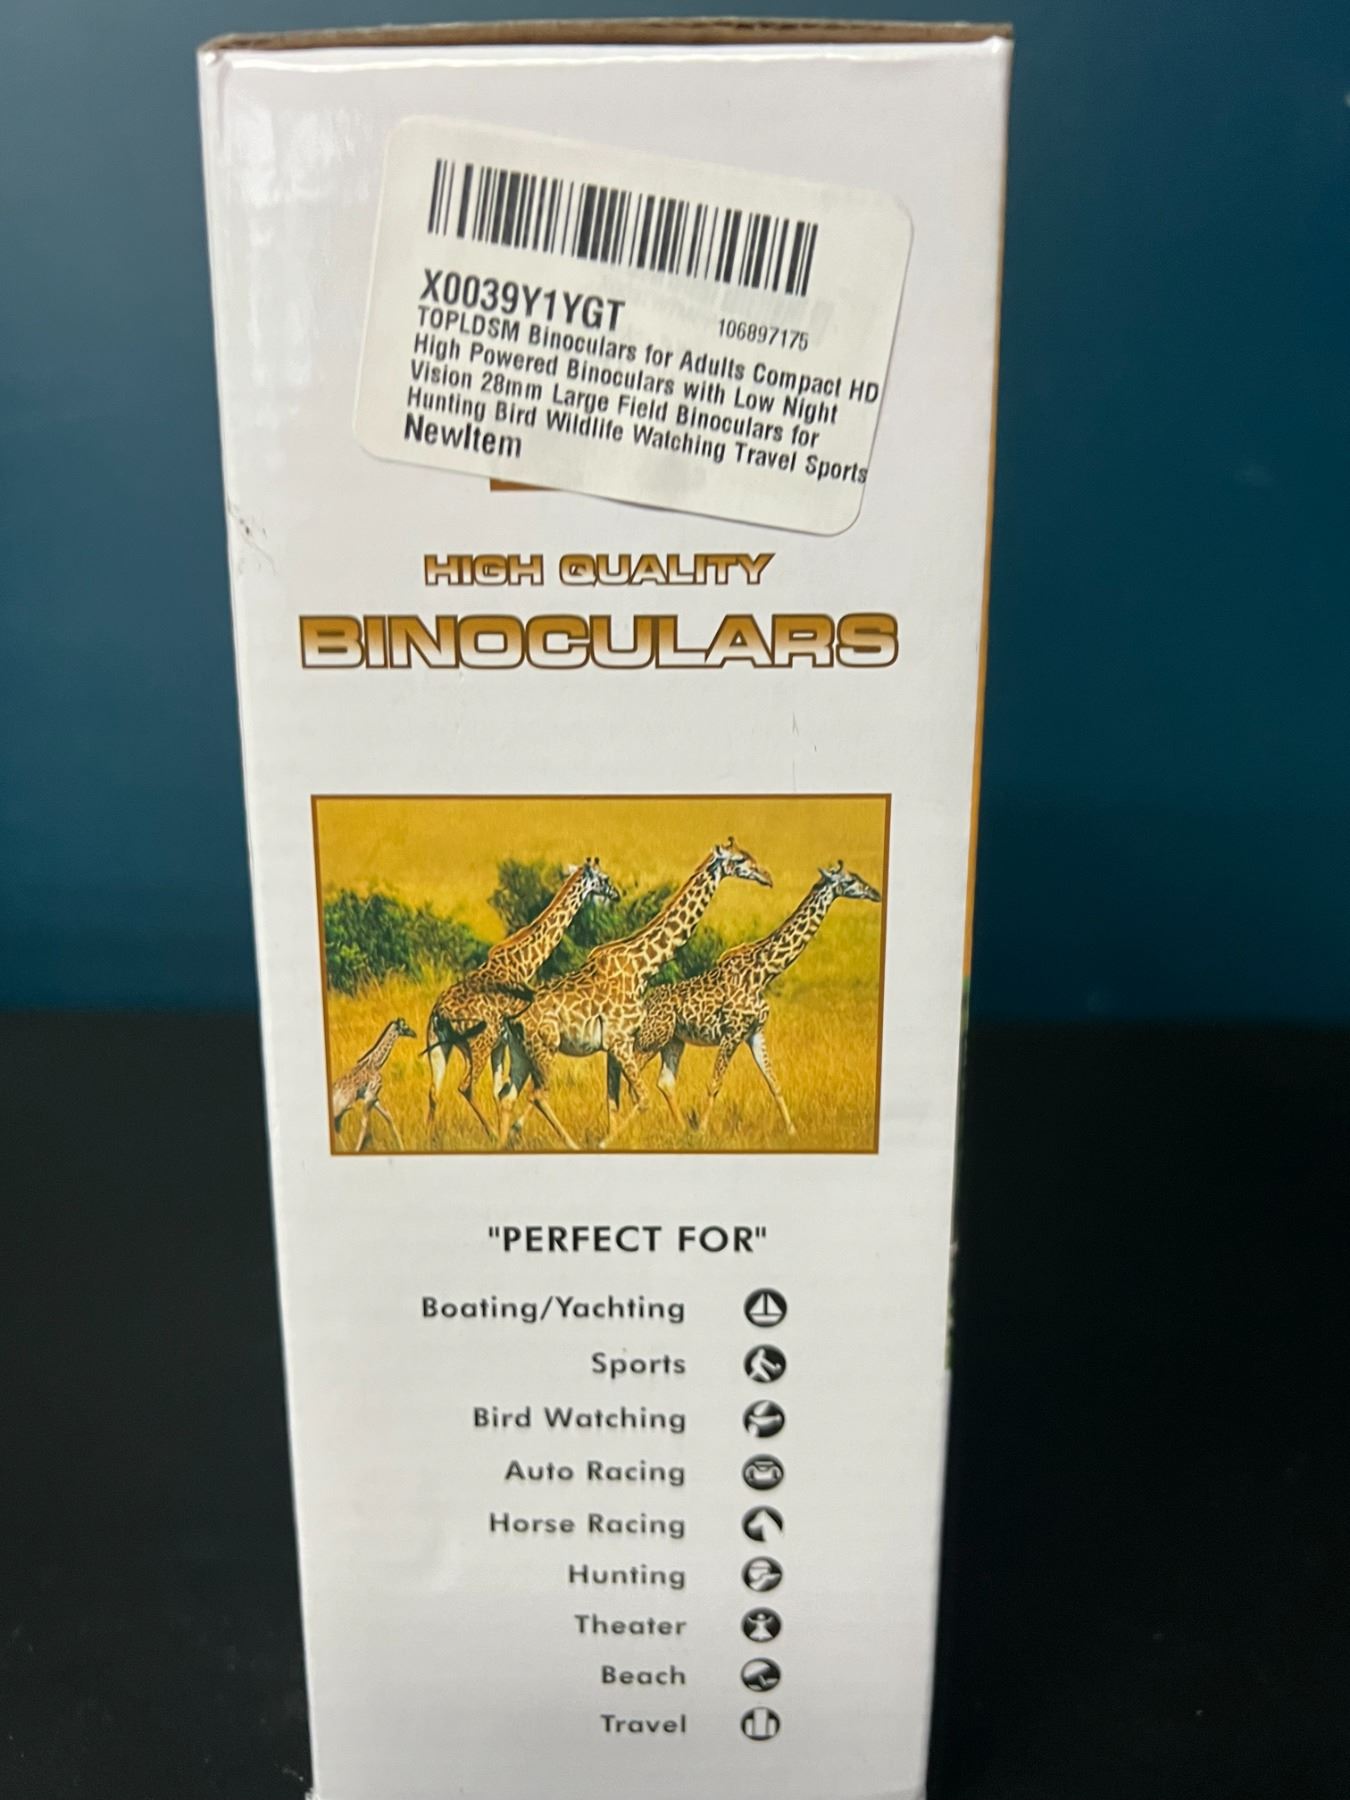 X0039Y1YGT 106897175
TOPLDSM Binoculars for Adults Compact HD
High Powered Binoculars with Low Night
Vision 28mm Large Field Binoculars for
Hunting Bird Wildlife Watching Travel Sports
NewItem
HIGH QUALITY
BINOCULARS
"PERFECT FOR"
Boating/Yachting
Sports
Bird Watching
Auto Racing
Horse Racing
Hunting
Theater
Beach
Travel